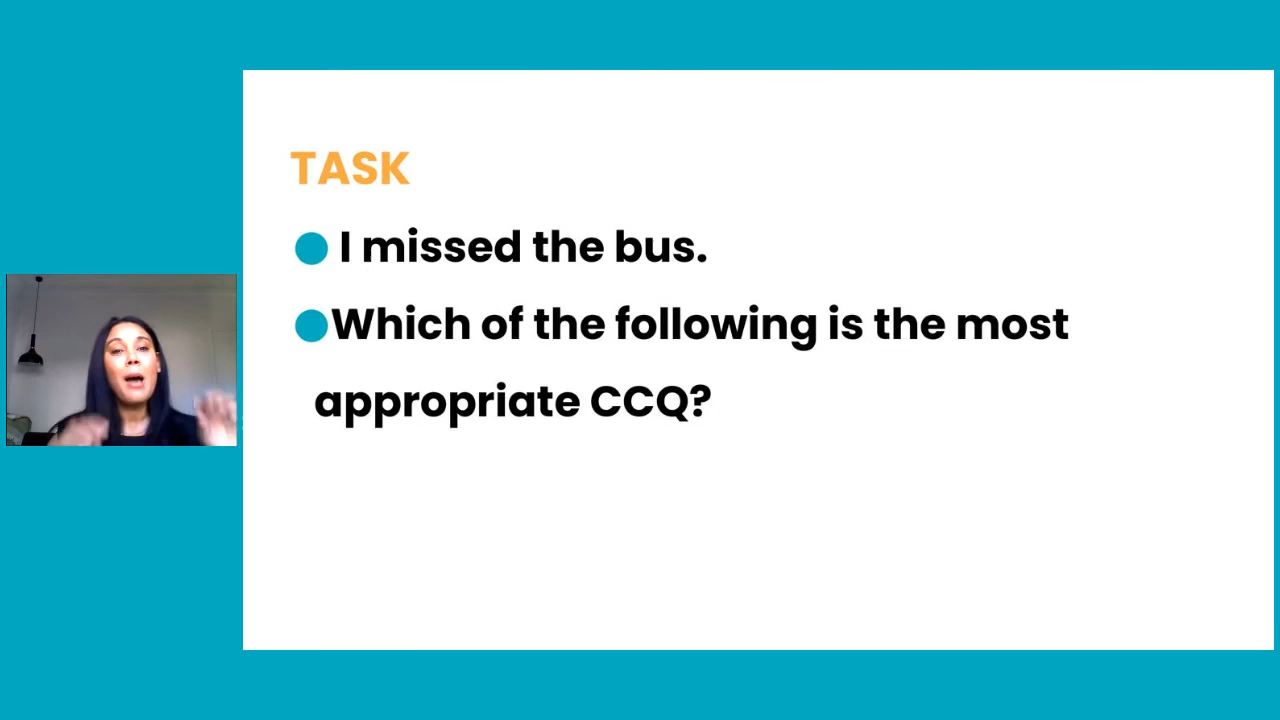 TASK
I missed the bus.
Which of the following is the most
appropriate CCQ?